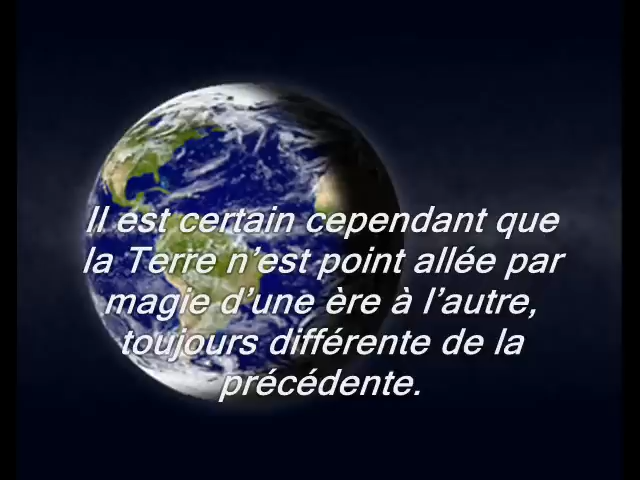 Il est certain cependant que
la Terre n'est point allée par
magie d'une ère à l'autre,
toujours différente de la
précédente.